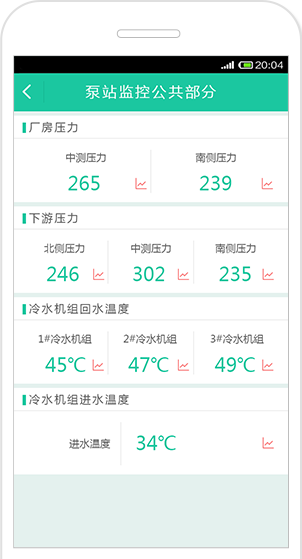 20:04
泵站监控公共部分
厂房压力
中测压力 南侧压力
265 239
下游压力
北侧压力 中测压力 南侧压力
246 302 235
冷水机组回水温度
1#冷水机组 2#冷水机组 3#冷水机组
45℃ 47℃ 49℃
冷水机组进水温度
进水温度 34℃